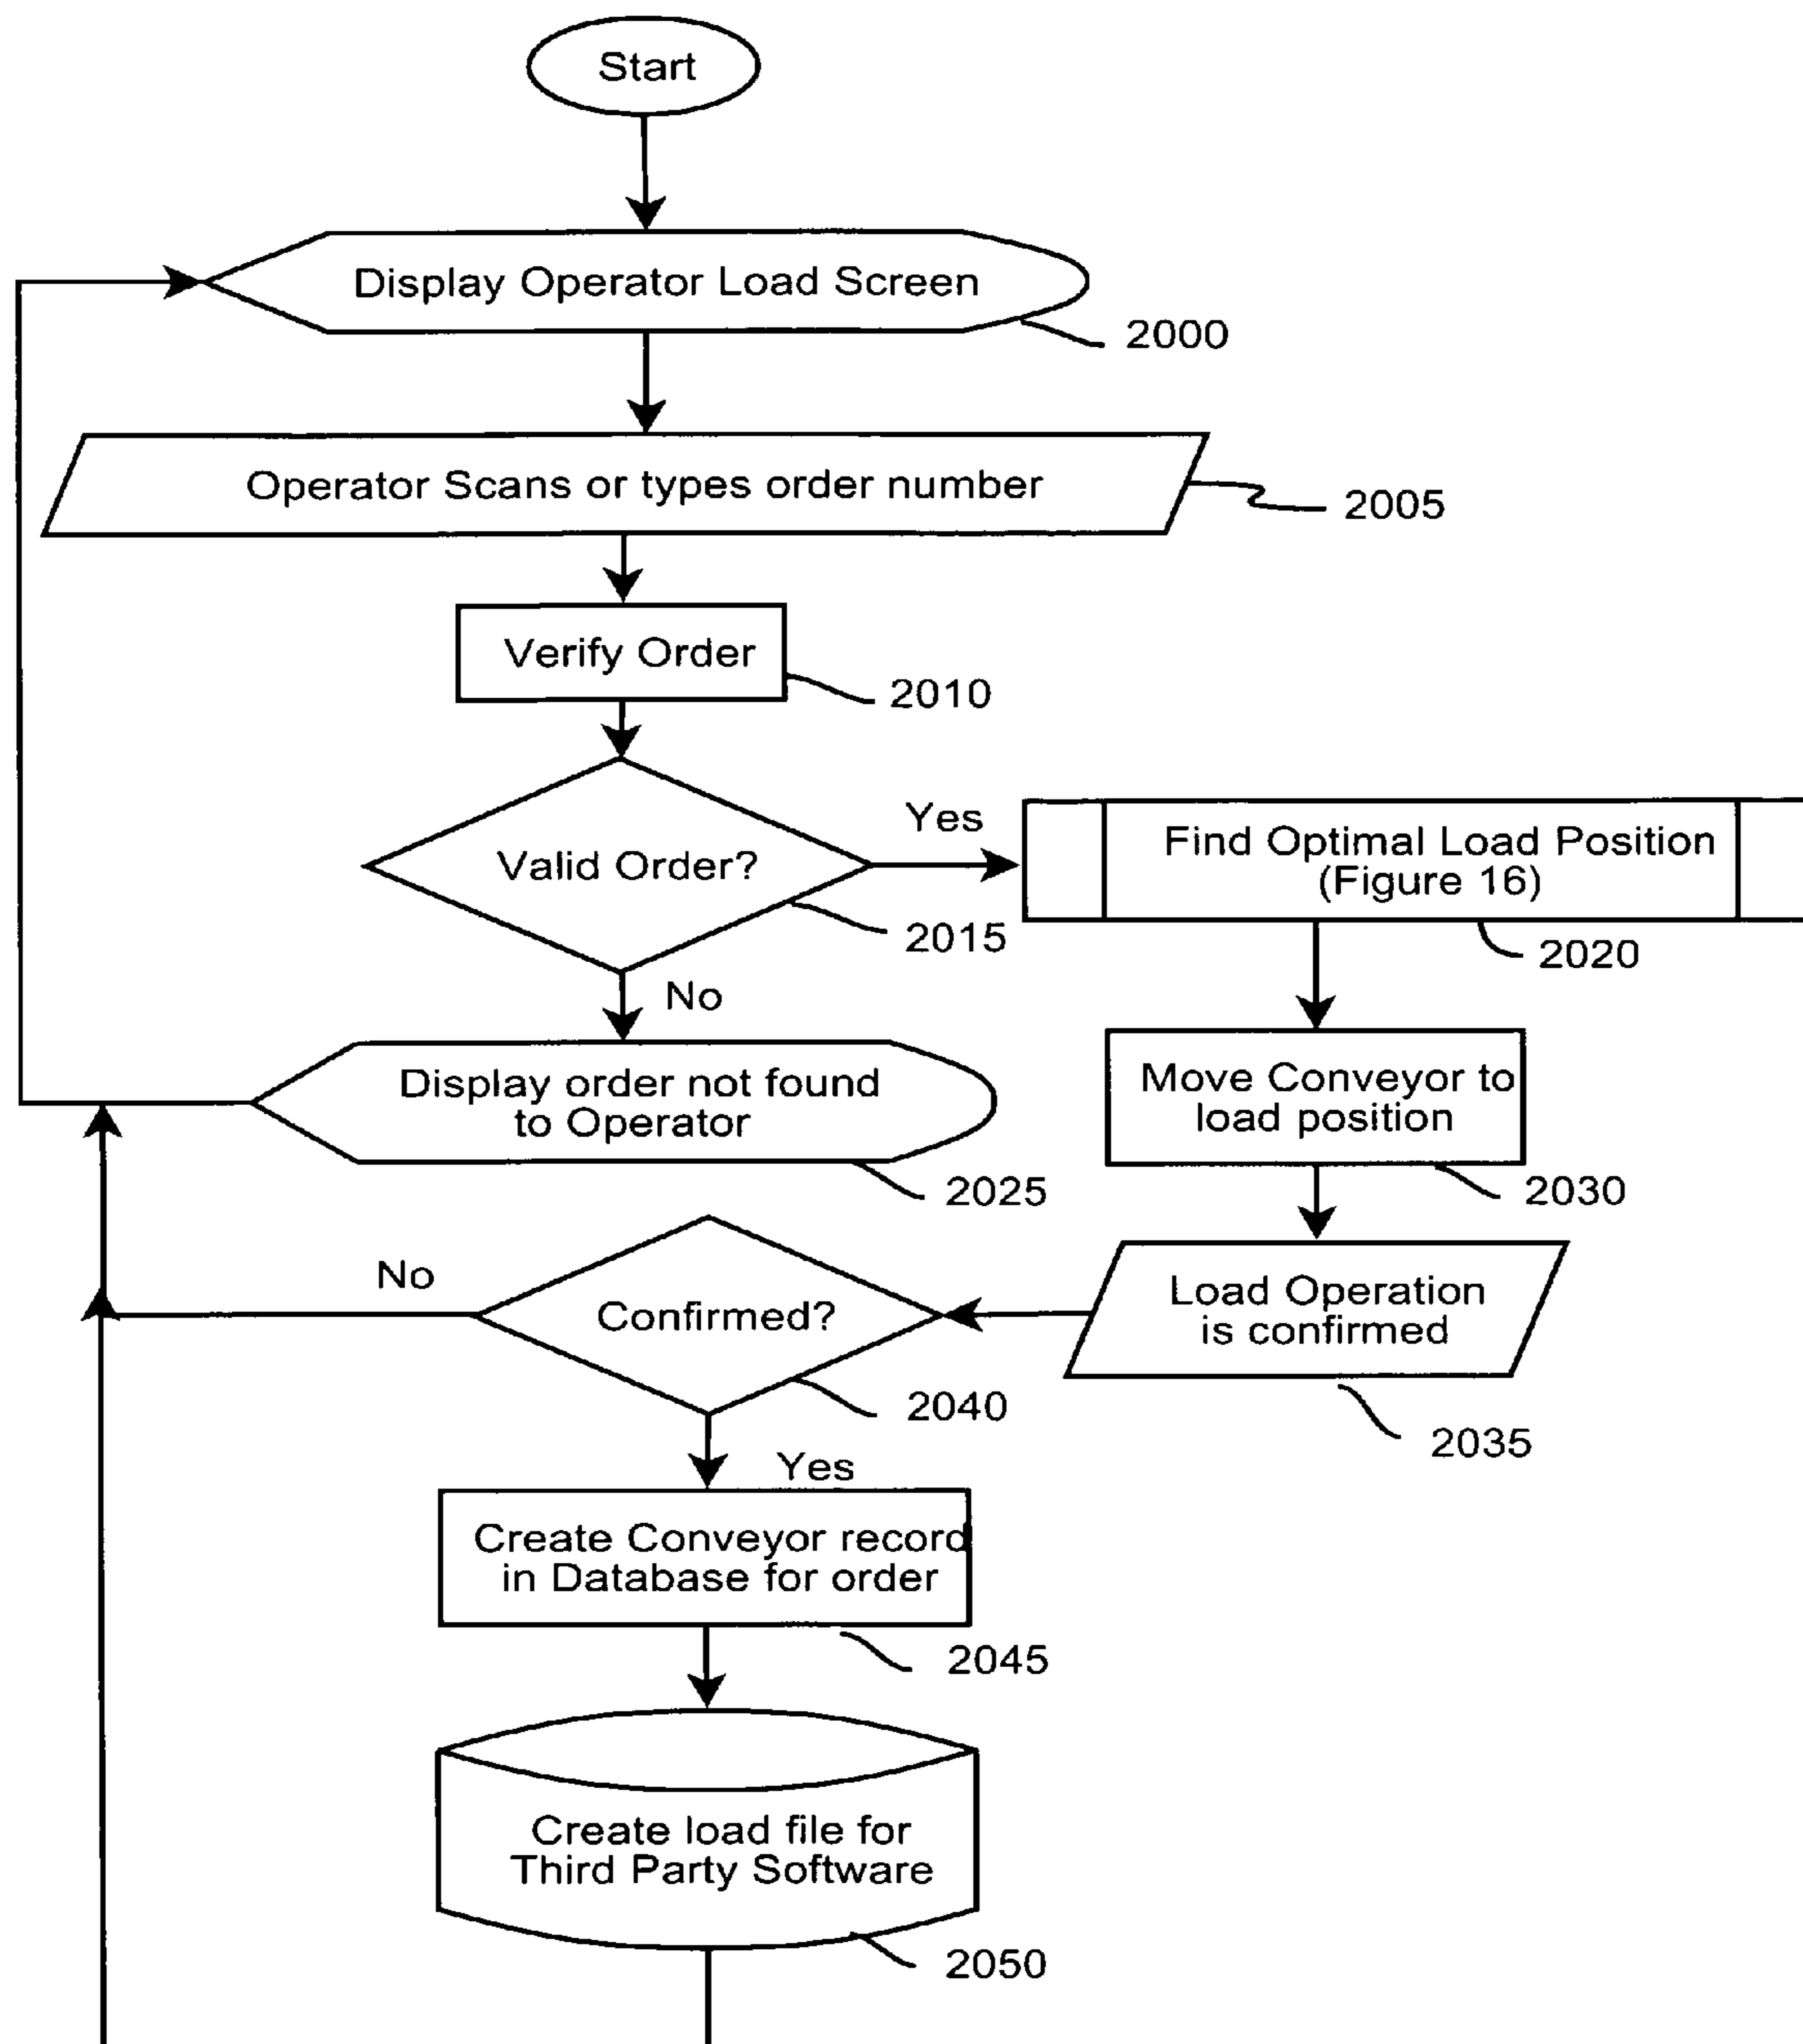 Start
Display Operator Load Screen
2000
Operator Scans or types order number
2005
Verify Order
2010
Valid Order?
2015
Yes
Find Optimal Load Position
(Figure 16)
2020
No
Display order not found
to Operator
2025
Move Conveyor to
load position
2030
Load Operation
is confirmed
2035
Confirmed?
2040
No
Yes
Create Conveyor record
in Database for order
2045
Create load file for
Third Party Software
2050